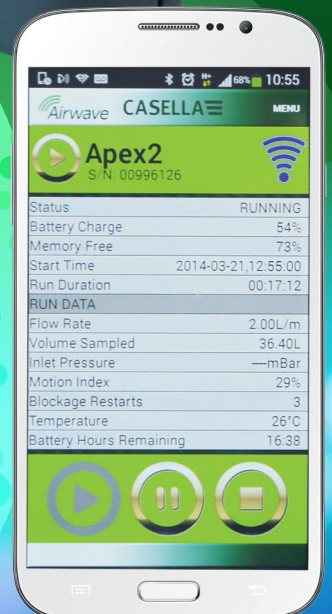 68% 10:55
Airwave CASELLA MENU
Apex2
S/N: 00996126
Status RUNNING
Battery Charge 54%
Memory Free 73%
Start Time 2014-03-21,12:55:00
Run Duration 00:17:12
RUN DATA
Flow Rate 2.00L/m
Volume Sampled 36.40L
Inlet Pressure ----mBar
Motion Index 29%
Blockage Restarts 3
Temperature 26°C
Battery Hours Remaining 16:38